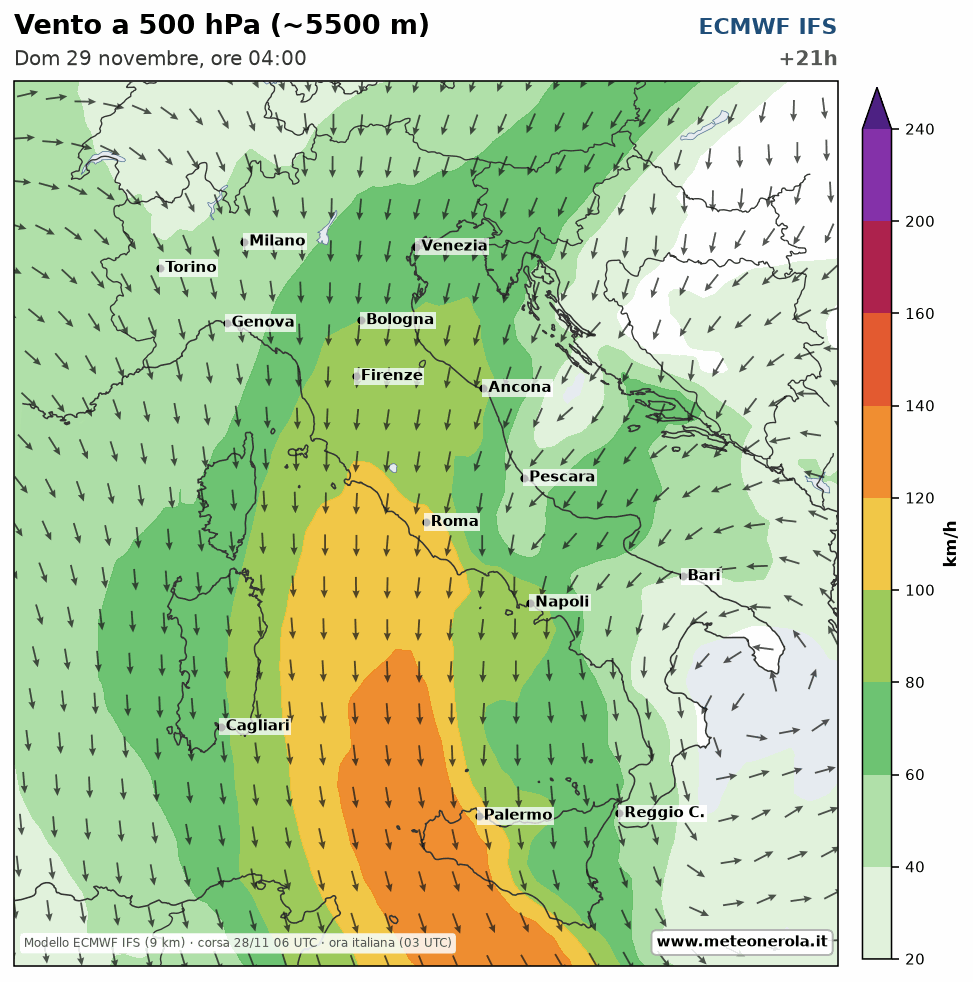 Vento a 500 hPa (~5500 m)
ECMWF IFS
Dom 29 novembre, ore 04:00
+21h
Milano
Venezia
Torino
Genova
Bologna
Firenze
Ancona
Pescara
Roma
Bari
Napoli
Cagliari
Palermo
Reggio C.
Modello ECMWF IFS (9 km) · corsa 28/11 06 UTC · ora italiana (03 UTC)
www.meteonerola.it
240
200
160
140
120
100
80
60
40
20
km/h